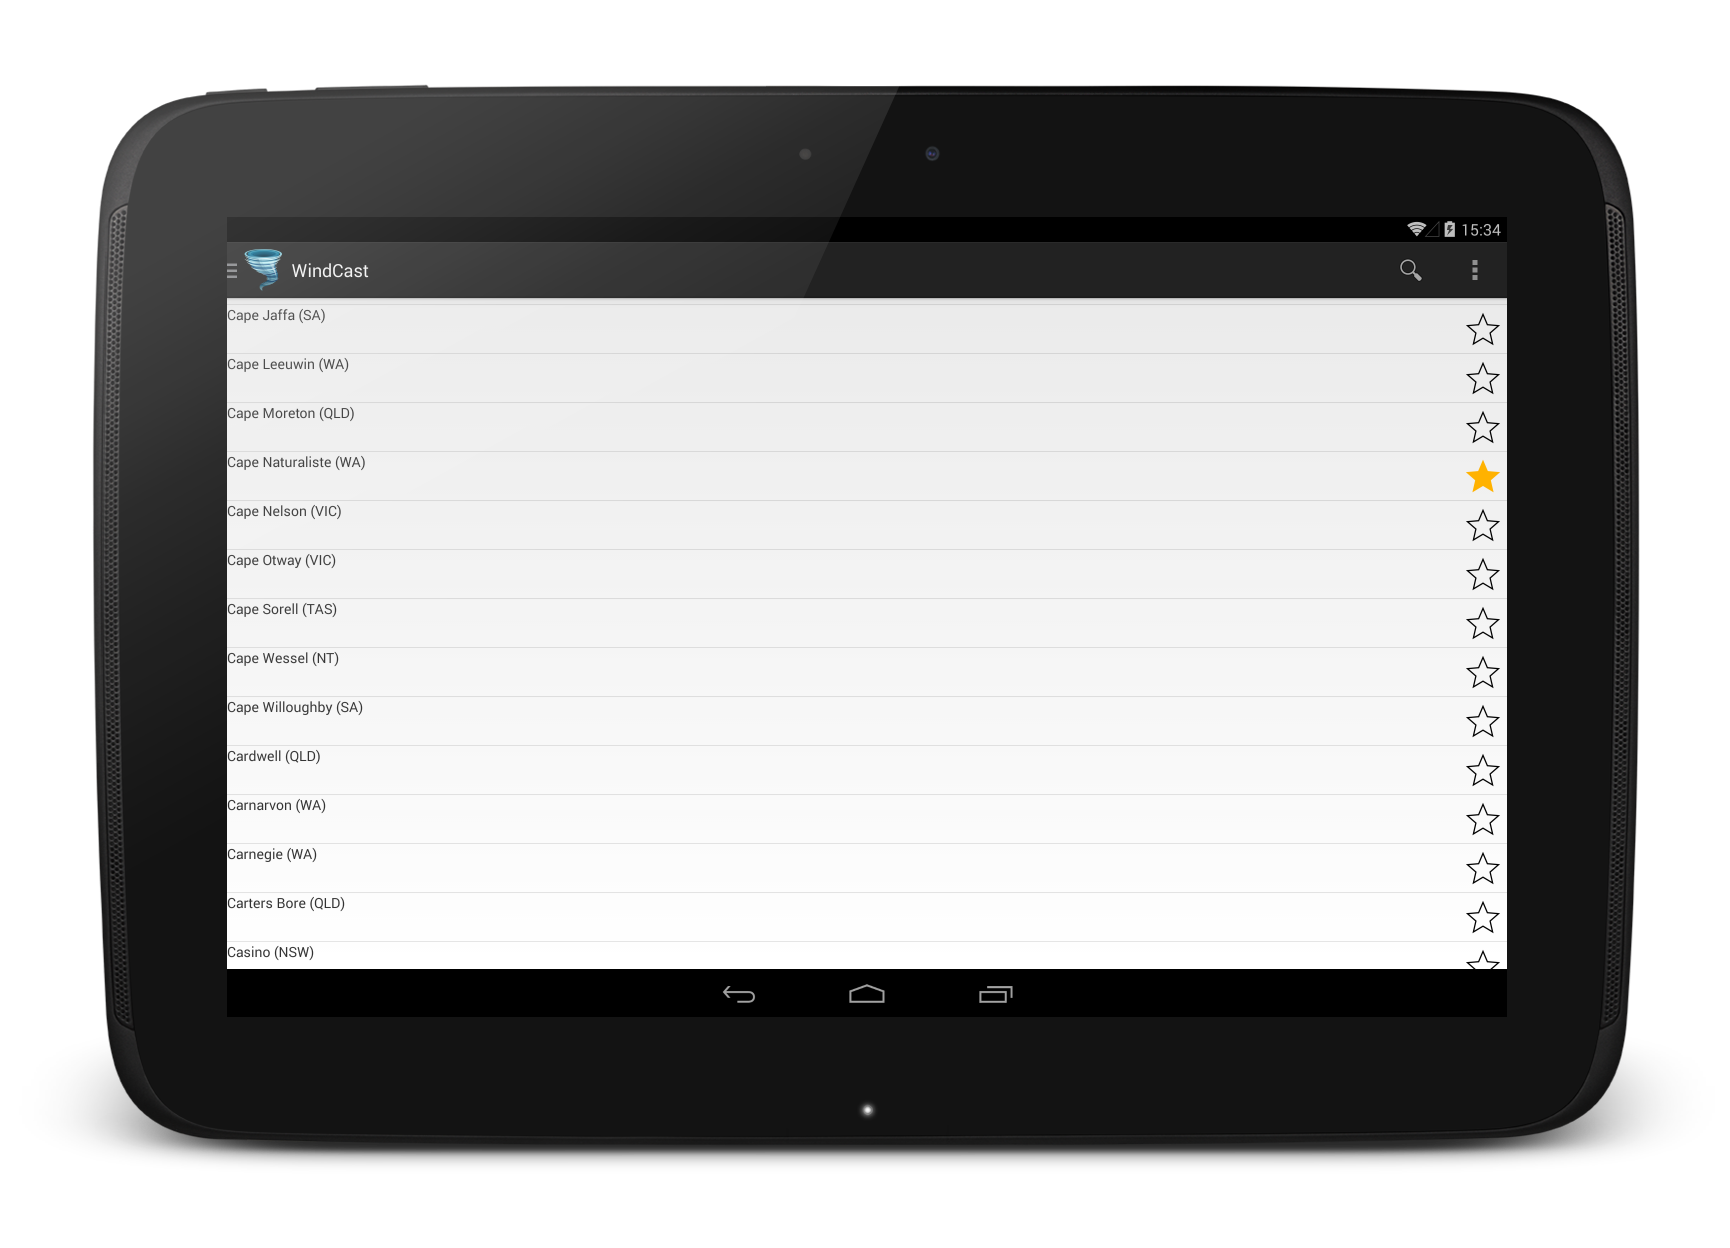 15:34
WindCast
Cape Jaffa (SA)
Cape Leeuwin (WA)
Cape Moreton (QLD)
Cape Naturaliste (WA)
Cape Nelson (VIC)
Cape Otway (VIC)
Cape Sorell (TAS)
Cape Wessel (NT)
Cape Willoughby (SA)
Cardwell (QLD)
Carnarvon (WA)
Carnegie (WA)
Carters Bore (QLD)
Casino (NSW)